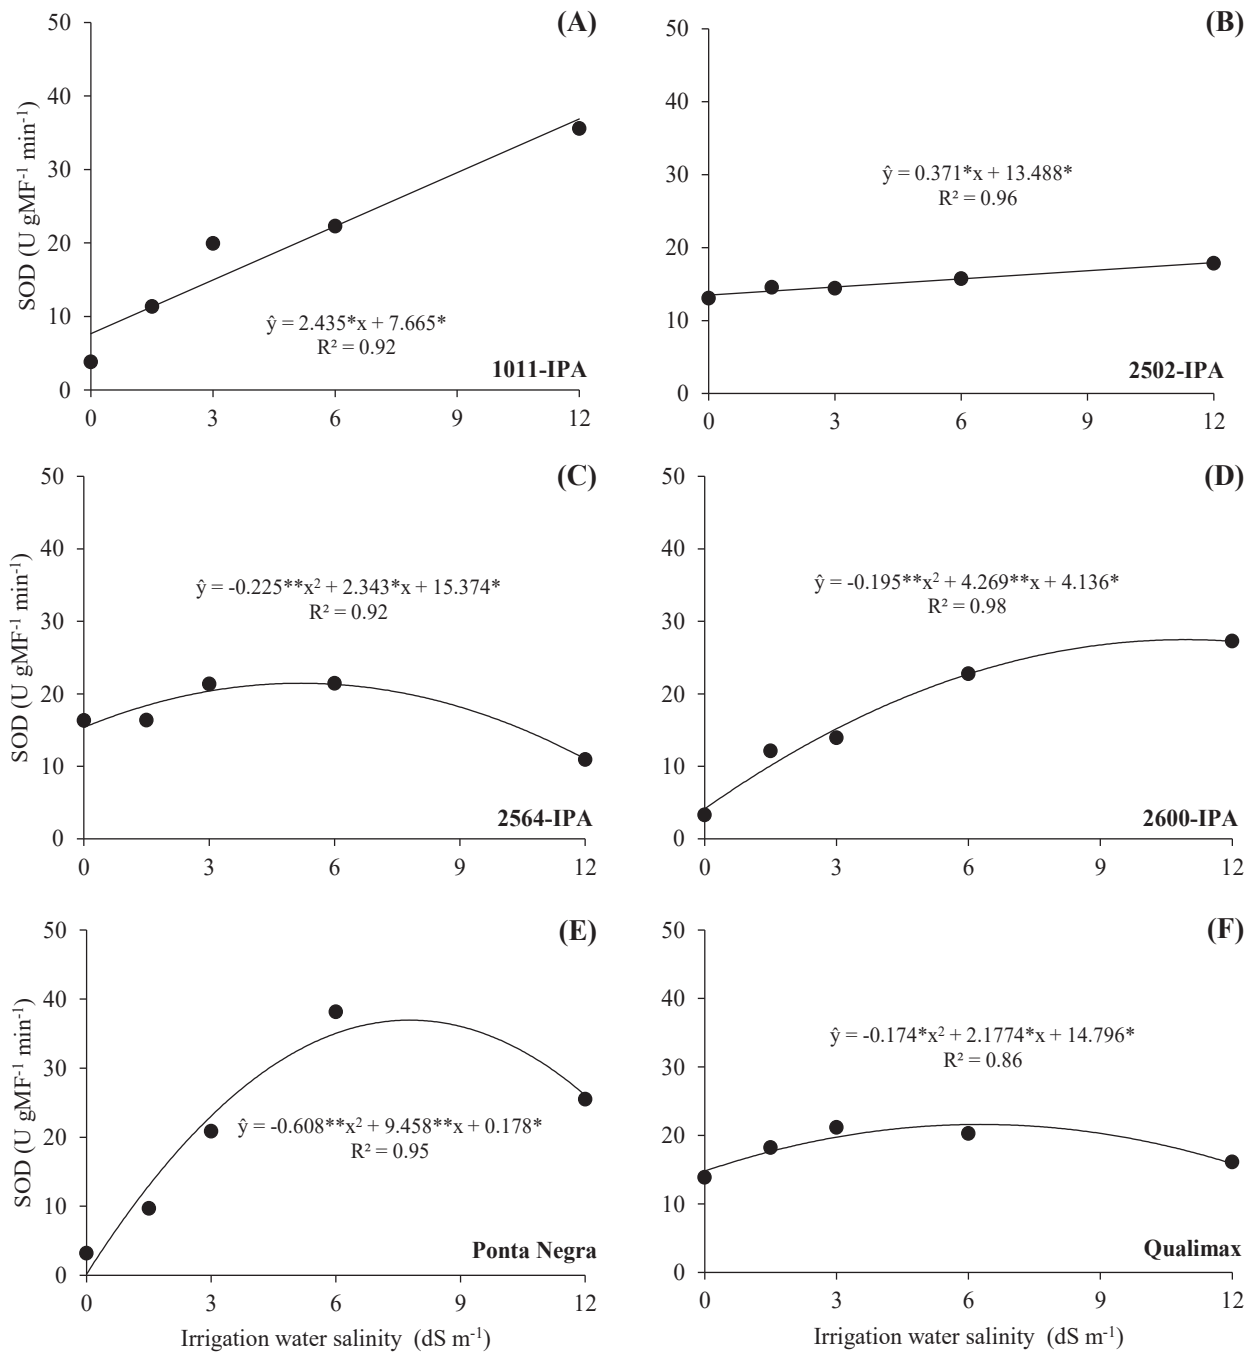 (A)
50
40
30
20
10
0
SOD (U gMF⁻¹ min⁻¹)
ŷ = 2.435*x + 7.665*
R² = 0.92
1011-IPA
0 3 6 9 12
(B)
50
40
30
20
10
0
ŷ = 0.371*x + 13.488*
R² = 0.96
2502-IPA
0 3 6 9 12
(C)
50
40
30
20
10
0
SOD (U gMF⁻¹ min⁻¹)
ŷ = -0.225**x² + 2.343*x + 15.374*
R² = 0.92
2564-IPA
0 3 6 9 12
(D)
50
40
30
20
10
0
ŷ = -0.195**x² + 4.269**x + 4.136*
R² = 0.98
2600-IPA
0 3 6 9 12
(E)
50
40
30
20
10
0
SOD (U gMF⁻¹ min⁻¹)
ŷ = -0.608**x² + 9.458**x + 0.178*
R² = 0.95
Ponta Negra
0 3 6 9 12
Irrigation water salinity (dS m⁻¹)
(F)
50
40
30
20
10
0
ŷ = -0.174*x² + 2.1774*x + 14.796*
R² = 0.86
Qualimax
0 3 6 9 12
Irrigation water salinity (dS m⁻¹)